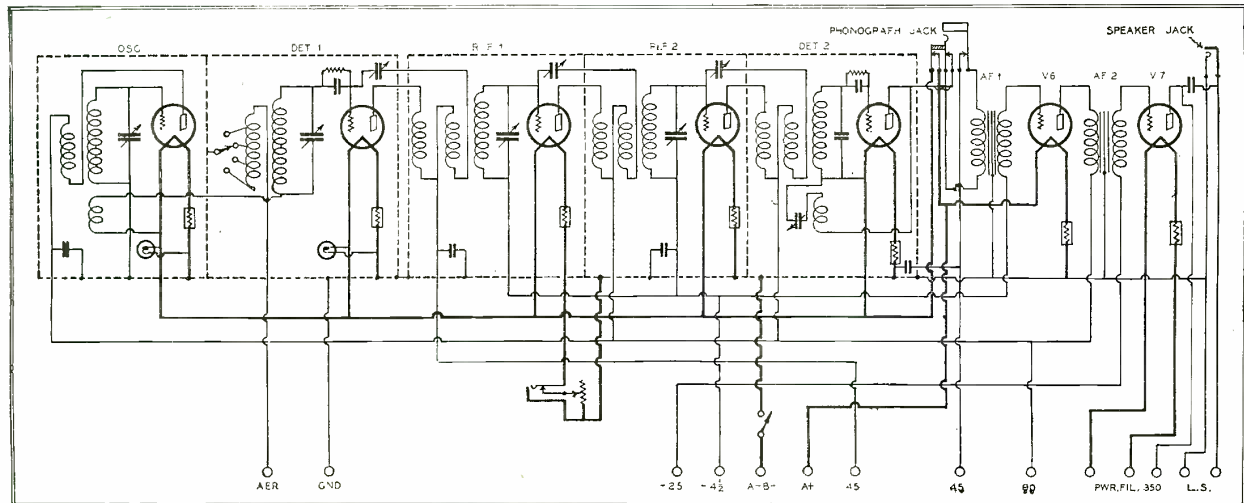 PHONOGRAPH JACK
SPEAKER JACK
OSC
DET 1
R.F 1
R.F 2
DET 2
AF 1
V 6
AF 2
V 7
AER
GND
-25
-4½
A-B-
A+
45
45
90
PWR. FIL. 350
L.S.